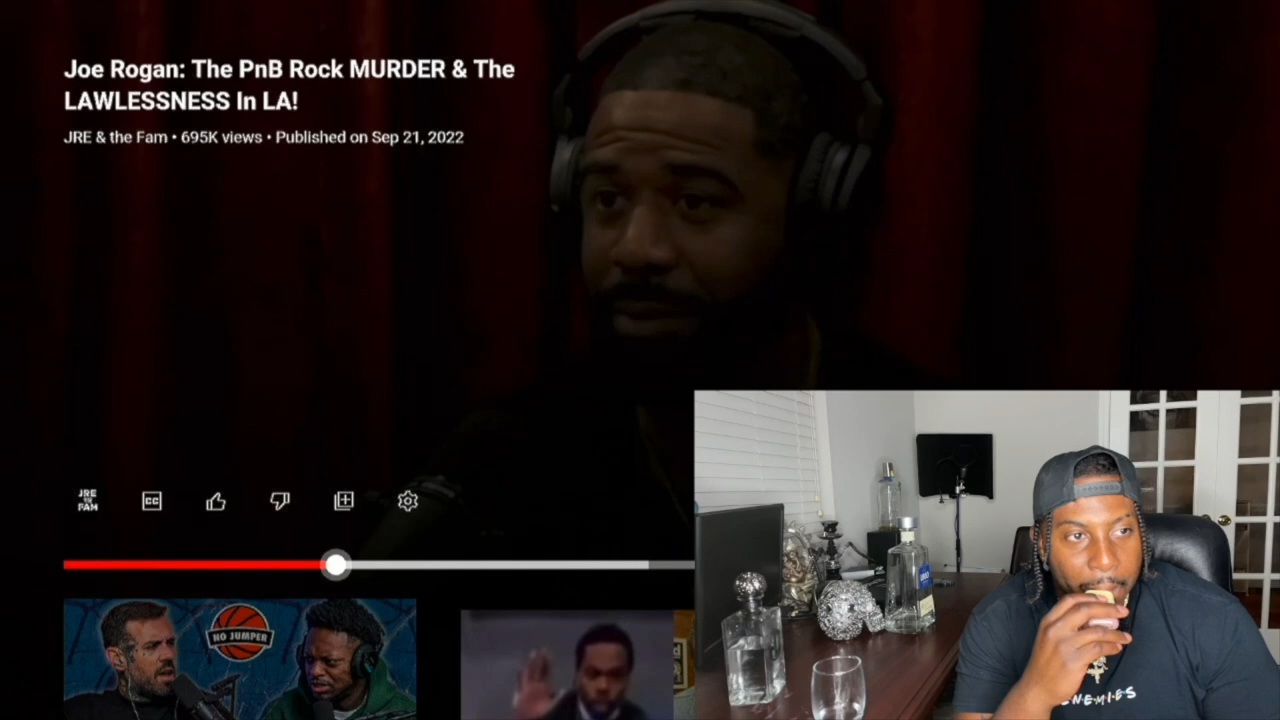 Joe Rogan: The PnB Rock MURDER & The
LAWLESSNESS In LA!
JRE & the Fam • 695K views • Published on Sep 21, 2022
JRE
FAM
CC
NO JUMPER
ENEMIES